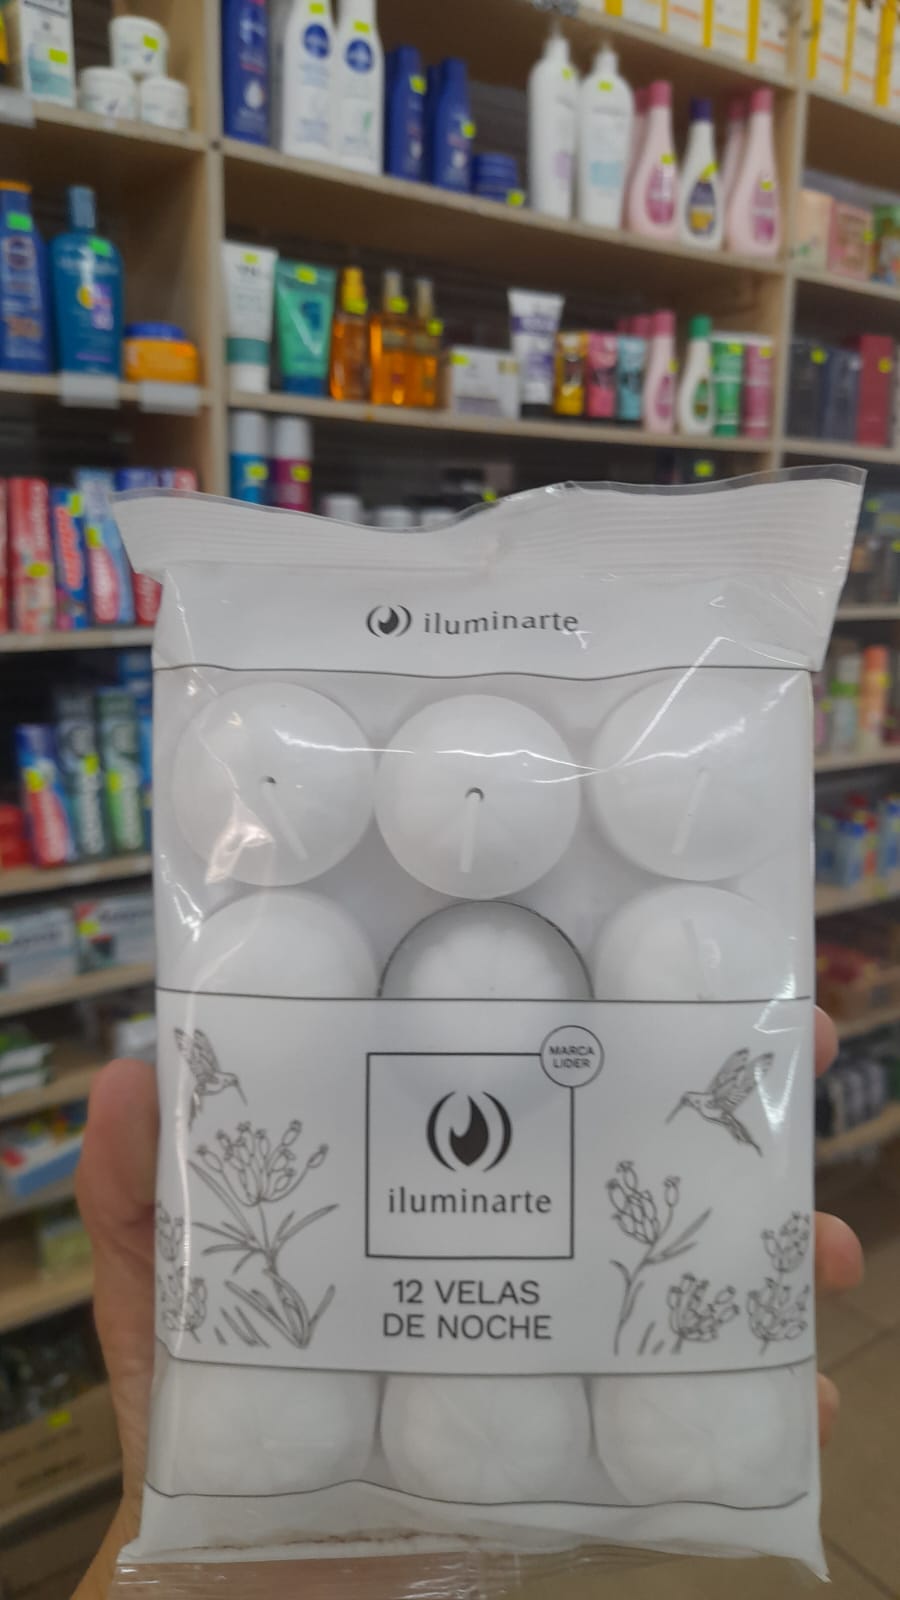 iluminarte
MARCA
LIDER
iluminarte
12 VELAS
DE NOCHE